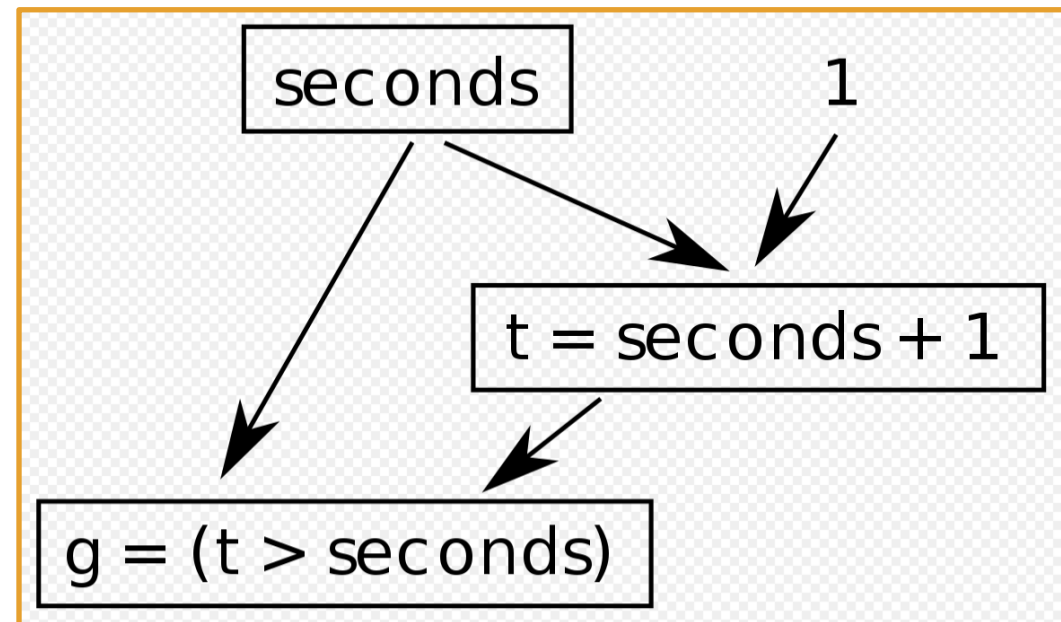 seconds
1
t = seconds + 1
g = (t > seconds)